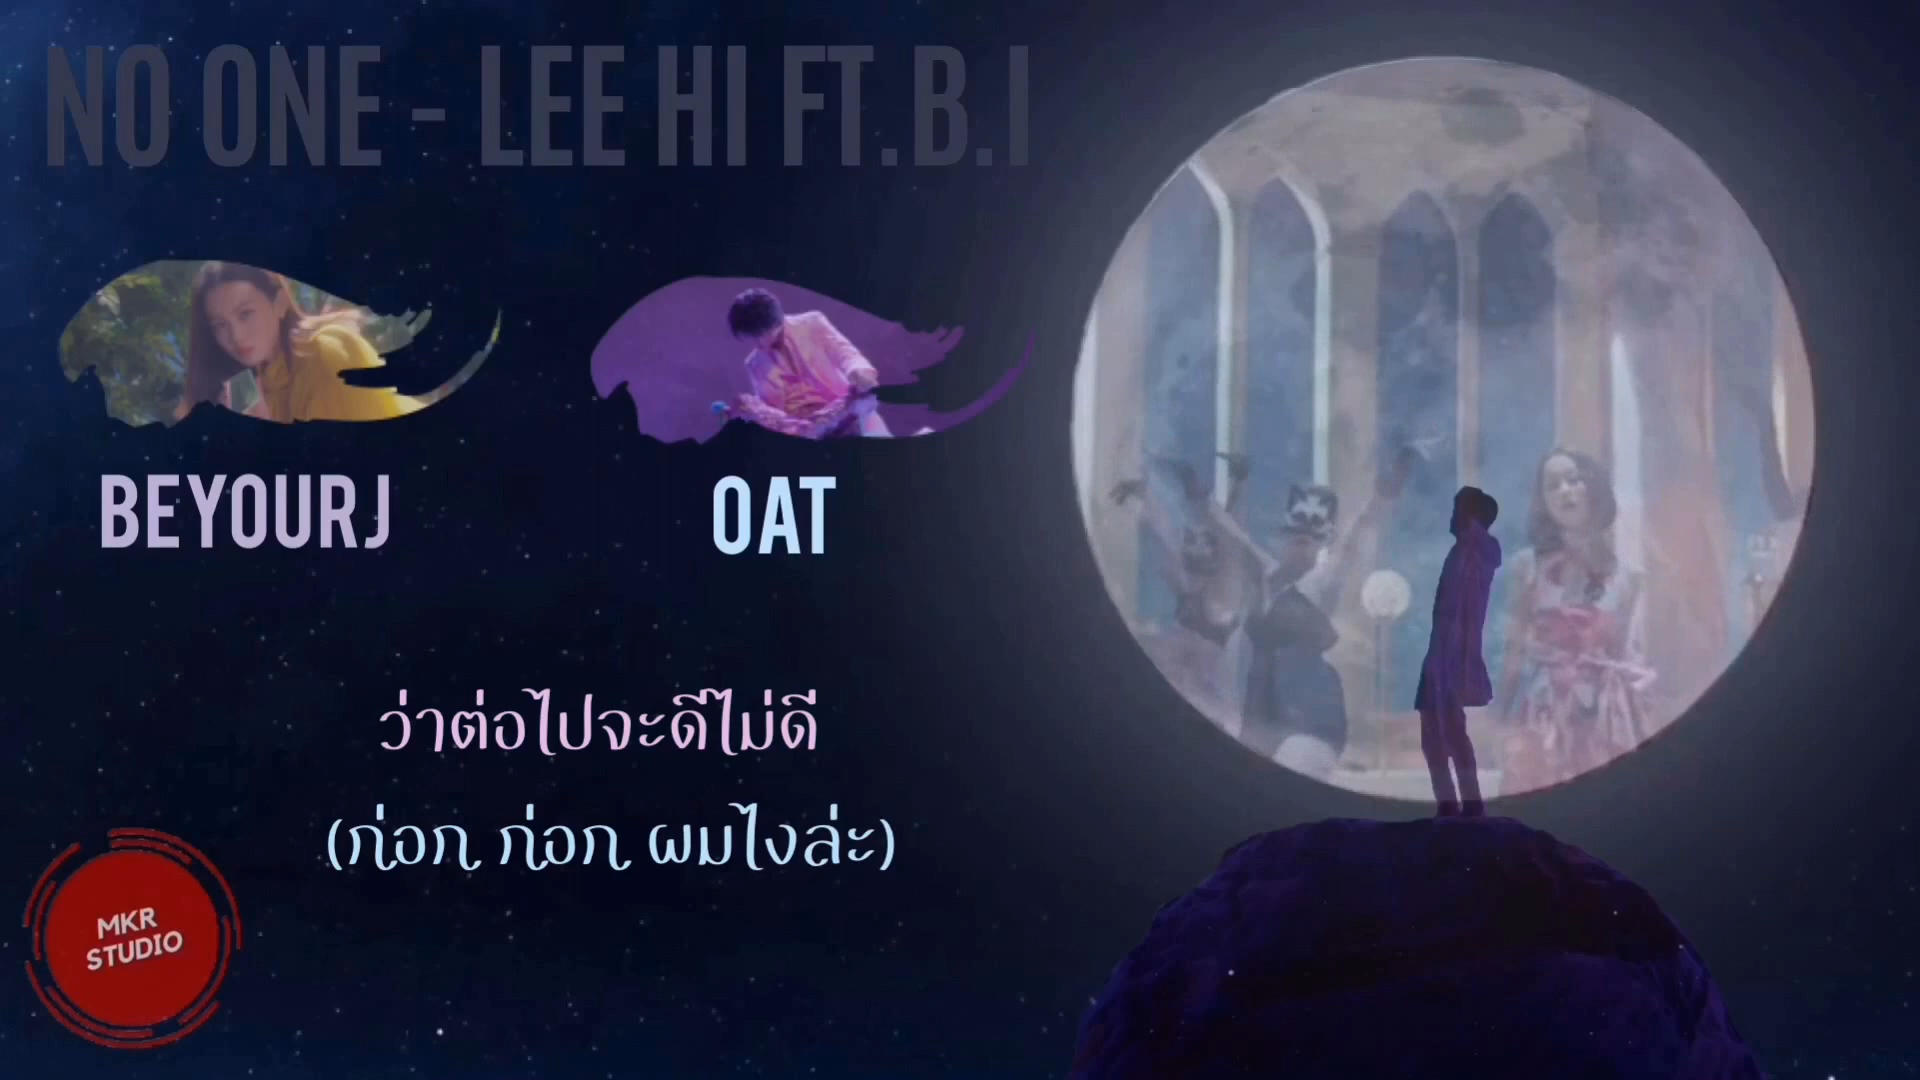 NO ONE - LEE HI FT.B.I
BEYOURJ
OAT
ว่าต่อไปจะดีไม่ดี
(ก่อก ก่อก ผมไงล่ะ)
MKR
STUDIO